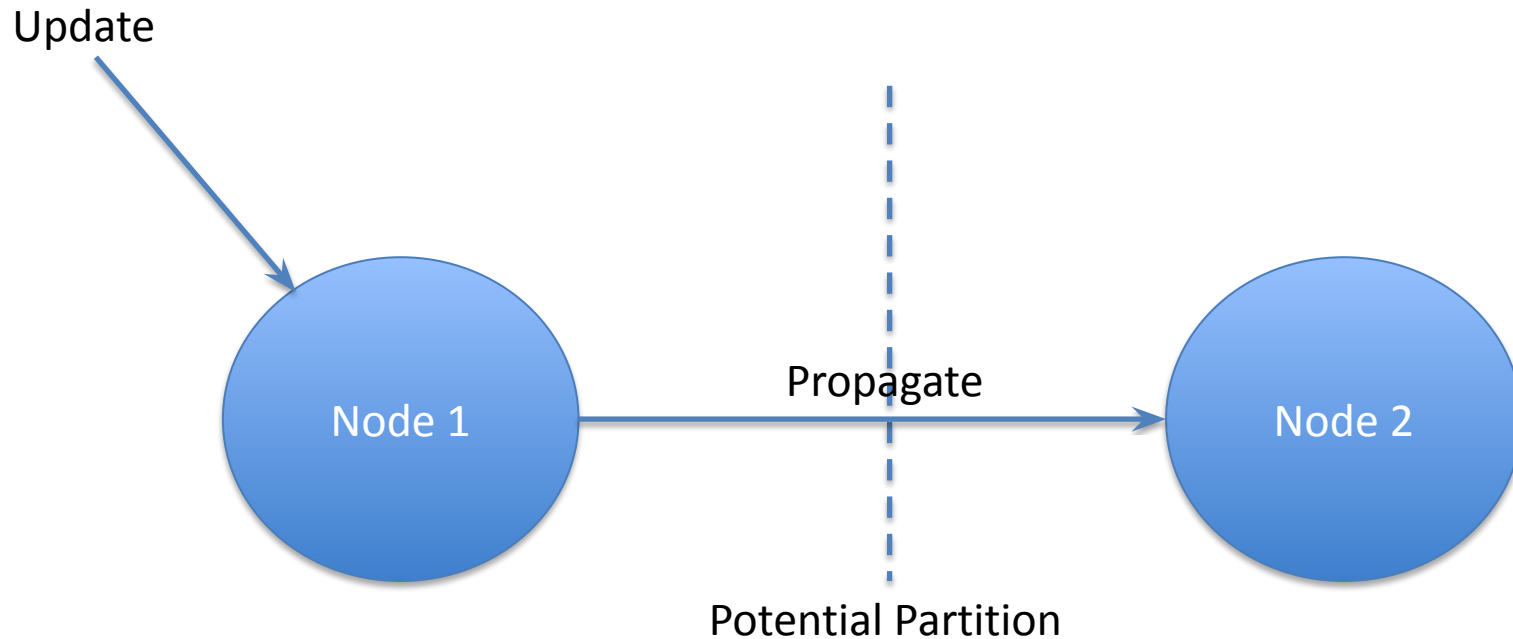 Update
Propagate
Node 1
Node 2
Potential Partition